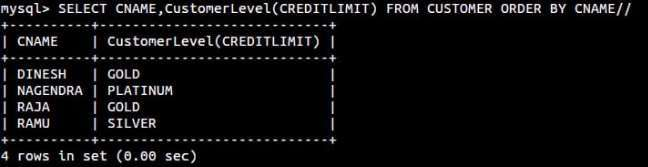 mysql> SELECT CNAME,CustomerLevel(CREDITLIMIT) FROM CUSTOMER ORDER BY CNAME//
+----------+----------------------------+
| CNAME    | CustomerLevel(CREDITLIMIT) |
+----------+----------------------------+
| DINESH   | GOLD                       |
| NAGENDRA | PLATINUM                   |
| RAJA     | GOLD                       |
| RAMU     | SILVER                     |
+----------+----------------------------+
4 rows in set (0.00 sec)